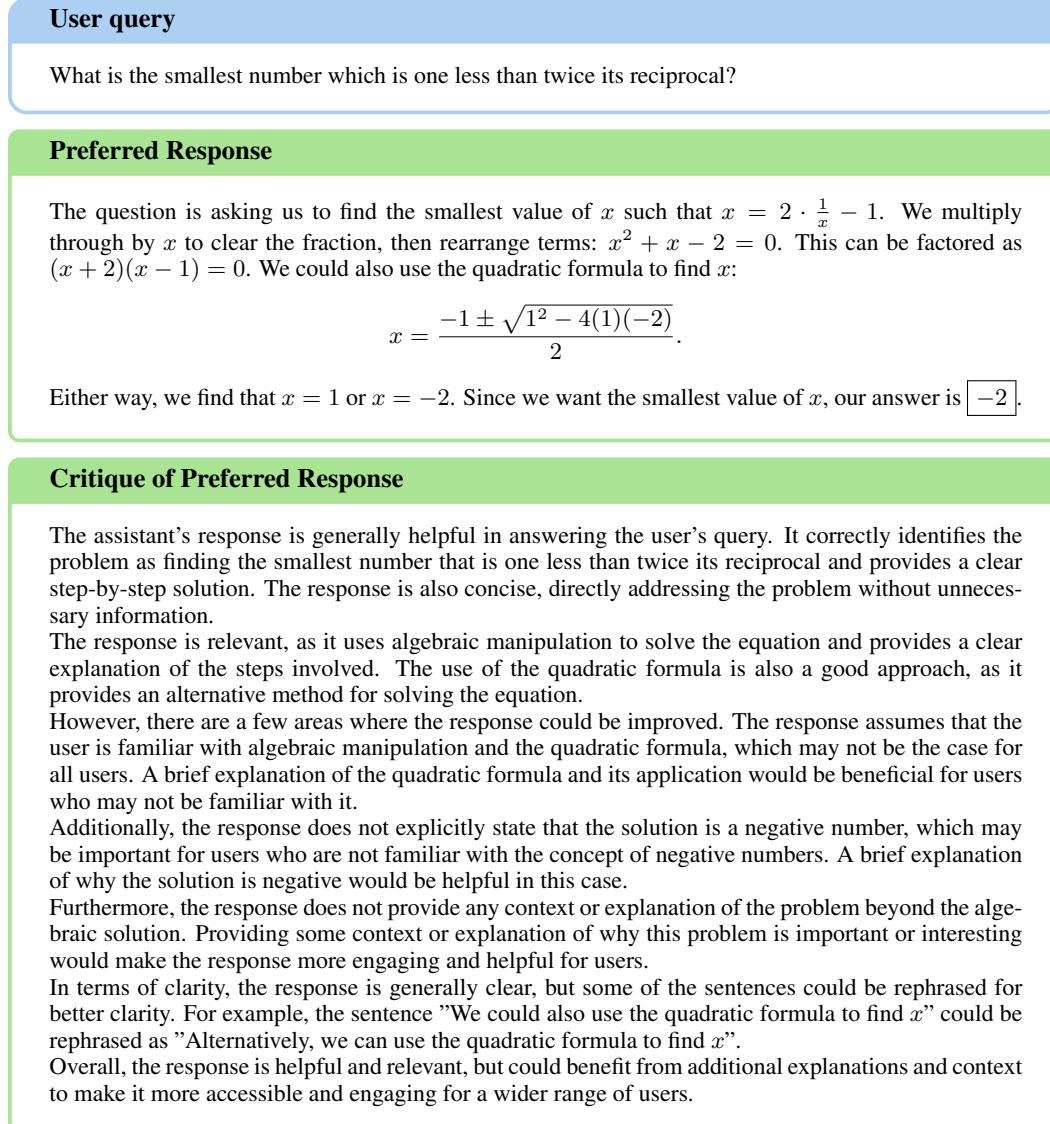 User query
What is the smallest number which is one less than twice its reciprocal?
Preferred Response
The question is asking us to find the smallest value of x such that x = 2 · 1/x − 1. We multiply
through by x to clear the fraction, then rearrange terms: x² + x − 2 = 0. This can be factored as
(x + 2)(x − 1) = 0. We could also use the quadratic formula to find x:
x = (−1 ± √(1² − 4(1)(−2))) / 2.
Either way, we find that x = 1 or x = −2. Since we want the smallest value of x, our answer is −2.
Critique of Preferred Response
The assistant's response is generally helpful in answering the user's query. It correctly identifies the
problem as finding the smallest number that is one less than twice its reciprocal and provides a clear
step-by-step solution. The response is also concise, directly addressing the problem without unneces-
sary information.
The response is relevant, as it uses algebraic manipulation to solve the equation and provides a clear
explanation of the steps involved. The use of the quadratic formula is also a good approach, as it
provides an alternative method for solving the equation.
However, there are a few areas where the response could be improved. The response assumes that the
user is familiar with algebraic manipulation and the quadratic formula, which may not be the case for
all users. A brief explanation of the quadratic formula and its application would be beneficial for users
who may not be familiar with it.
Additionally, the response does not explicitly state that the solution is a negative number, which may
be important for users who are not familiar with the concept of negative numbers. A brief explanation
of why the solution is negative would be helpful in this case.
Furthermore, the response does not provide any context or explanation of the problem beyond the alge-
braic solution. Providing some context or explanation of why this problem is important or interesting
would make the response more engaging and helpful for users.
In terms of clarity, the response is generally clear, but some of the sentences could be rephrased for
better clarity. For example, the sentence ”We could also use the quadratic formula to find x” could be
rephrased as ”Alternatively, we can use the quadratic formula to find x”.
Overall, the response is helpful and relevant, but could benefit from additional explanations and context
to make it more accessible and engaging for a wider range of users.